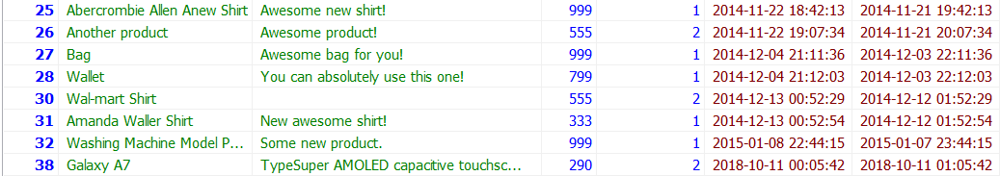 25 Abercrombie Allen Anew Shirt Awesome new shirt! 999 1 2014-11-22 18:42:13 2014-11-21 19:42:13
26 Another product Awesome product! 555 2 2014-11-22 19:07:34 2014-11-21 20:07:34
27 Bag Awesome bag for you! 999 1 2014-12-04 21:11:36 2014-12-03 22:11:36
28 Wallet You can absolutely use this one! 799 1 2014-12-04 21:12:03 2014-12-03 22:12:03
30 Wal-mart Shirt 555 2 2014-12-13 00:52:29 2014-12-12 01:52:29
31 Amanda Waller Shirt New awesome shirt! 333 1 2014-12-13 00:52:54 2014-12-12 01:52:54
32 Washing Machine Model P... Some new product. 999 1 2015-01-08 22:44:15 2015-01-07 23:44:15
38 Galaxy A7 TypeSuper AMOLED capacitive touchsc... 290 2 2018-10-11 00:05:42 2018-10-11 01:05:42